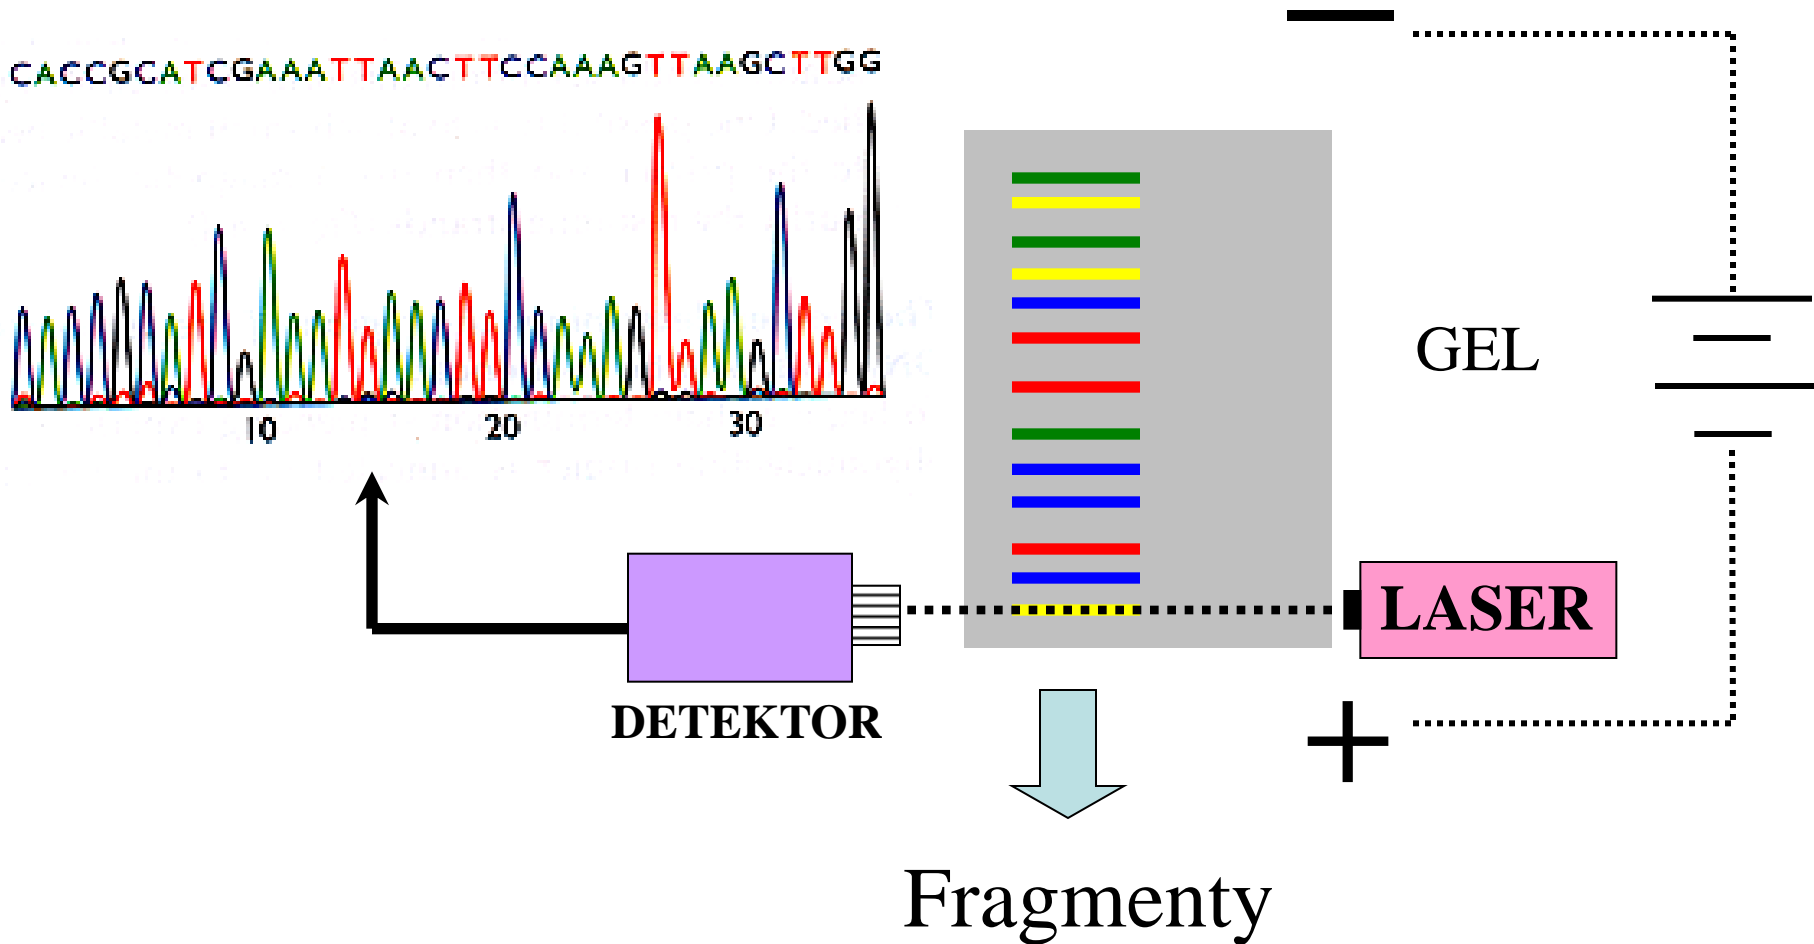 CACCGCATCGAAATTAACTTCCAAAGTTAAGCTTGG
10 20 30
−
GEL
LASER
DETEKTOR
+
Fragmenty